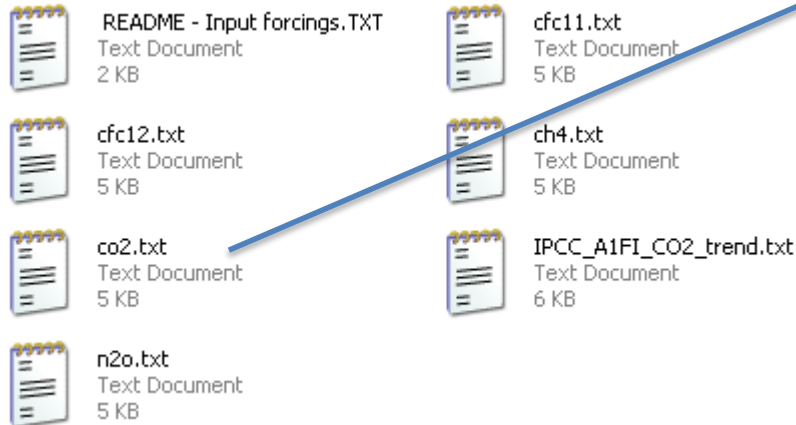 README - Input forcings.TXT
Text Document
2 KB
cfc11.txt
Text Document
5 KB
cfc12.txt
Text Document
5 KB
ch4.txt
Text Document
5 KB
co2.txt
Text Document
5 KB
IPCC_A1FI_CO2_trend.txt
Text Document
6 KB
n2o.txt
Text Document
5 KB